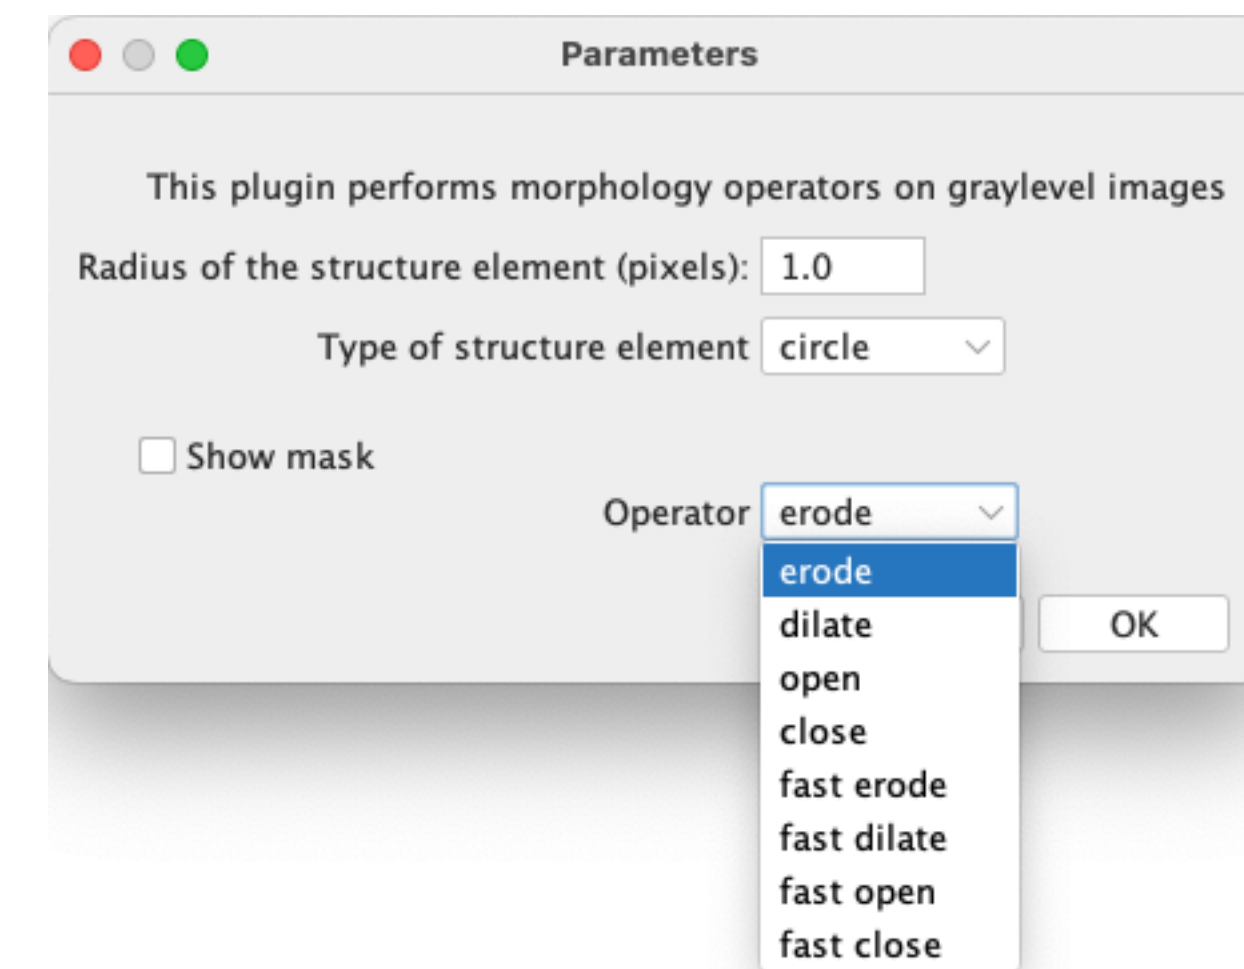 Parameters
This plugin performs morphology operators on graylevel images
Radius of the structure element (pixels): 1.0
Type of structure element circle
Show mask
Operator erode
erode
dilate
OK
open
close
fast erode
fast dilate
fast open
fast close